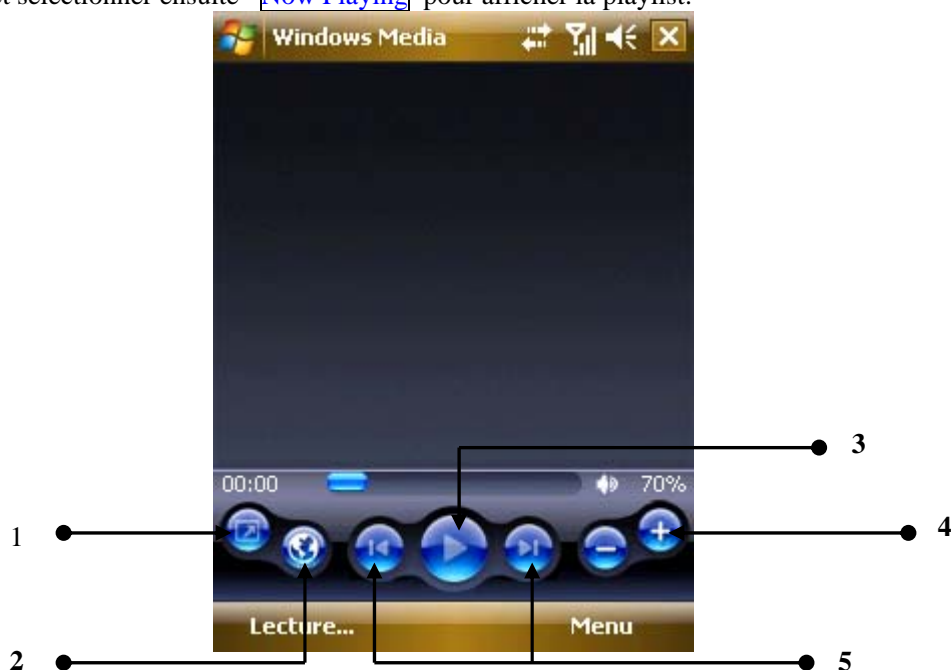 et sélectionner ensuite "Now Playing" pour afficher la playlist.
Windows Media
3
00:00 70%
1
4
Lecture... Menu
2
5